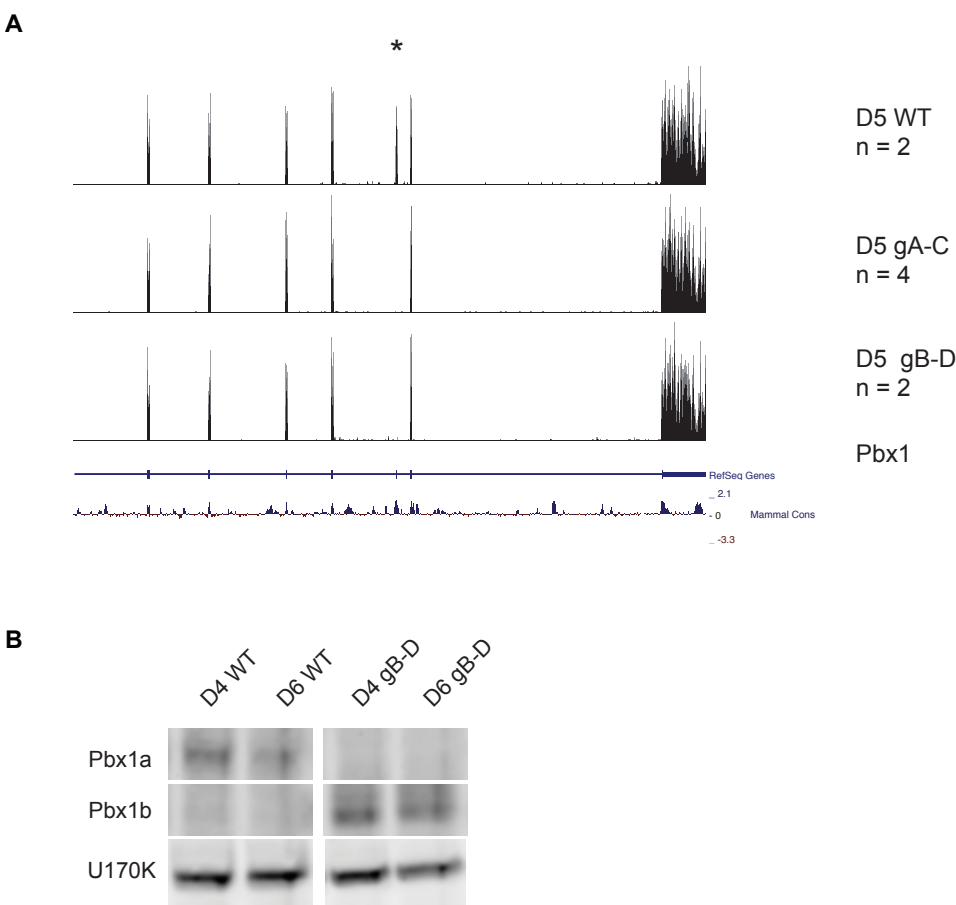 A
*
D5 WT
n = 2
D5 gA-C
n = 4
D5 gB-D
n = 2
Pbx1
RefSeq Genes
_ 2.1
- 0
Mammal Cons
_ -3.3
B
D4 WT
D6 WT
D4 gB-D
D6 gB-D
Pbx1a
Pbx1b
U170K